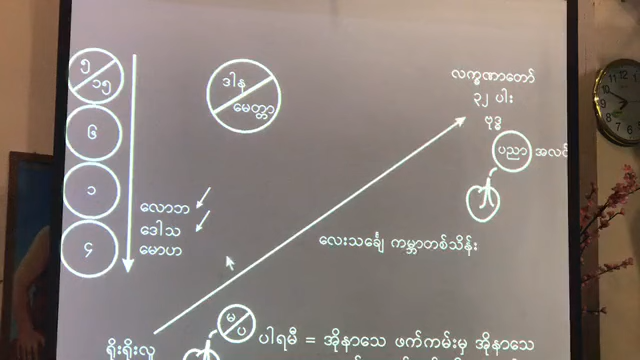 ၅
၁၅
၆
၁
၄
ဒါန
မေတ္တာ
လက္ခဏာတော်
၃၂ ပါး
ဗုဒ္ဓ
ပညာ အလင်
လောဘ
ဒေါသ
မောဟ
လေးသင်္ချေ ကမ္ဘာတစ်သိန်း
ရိုးရိုးလူ
မ
ပ
ပါရမီ = အိုနာသေ ဖက်ကမ်းမှ အိုနာသေ